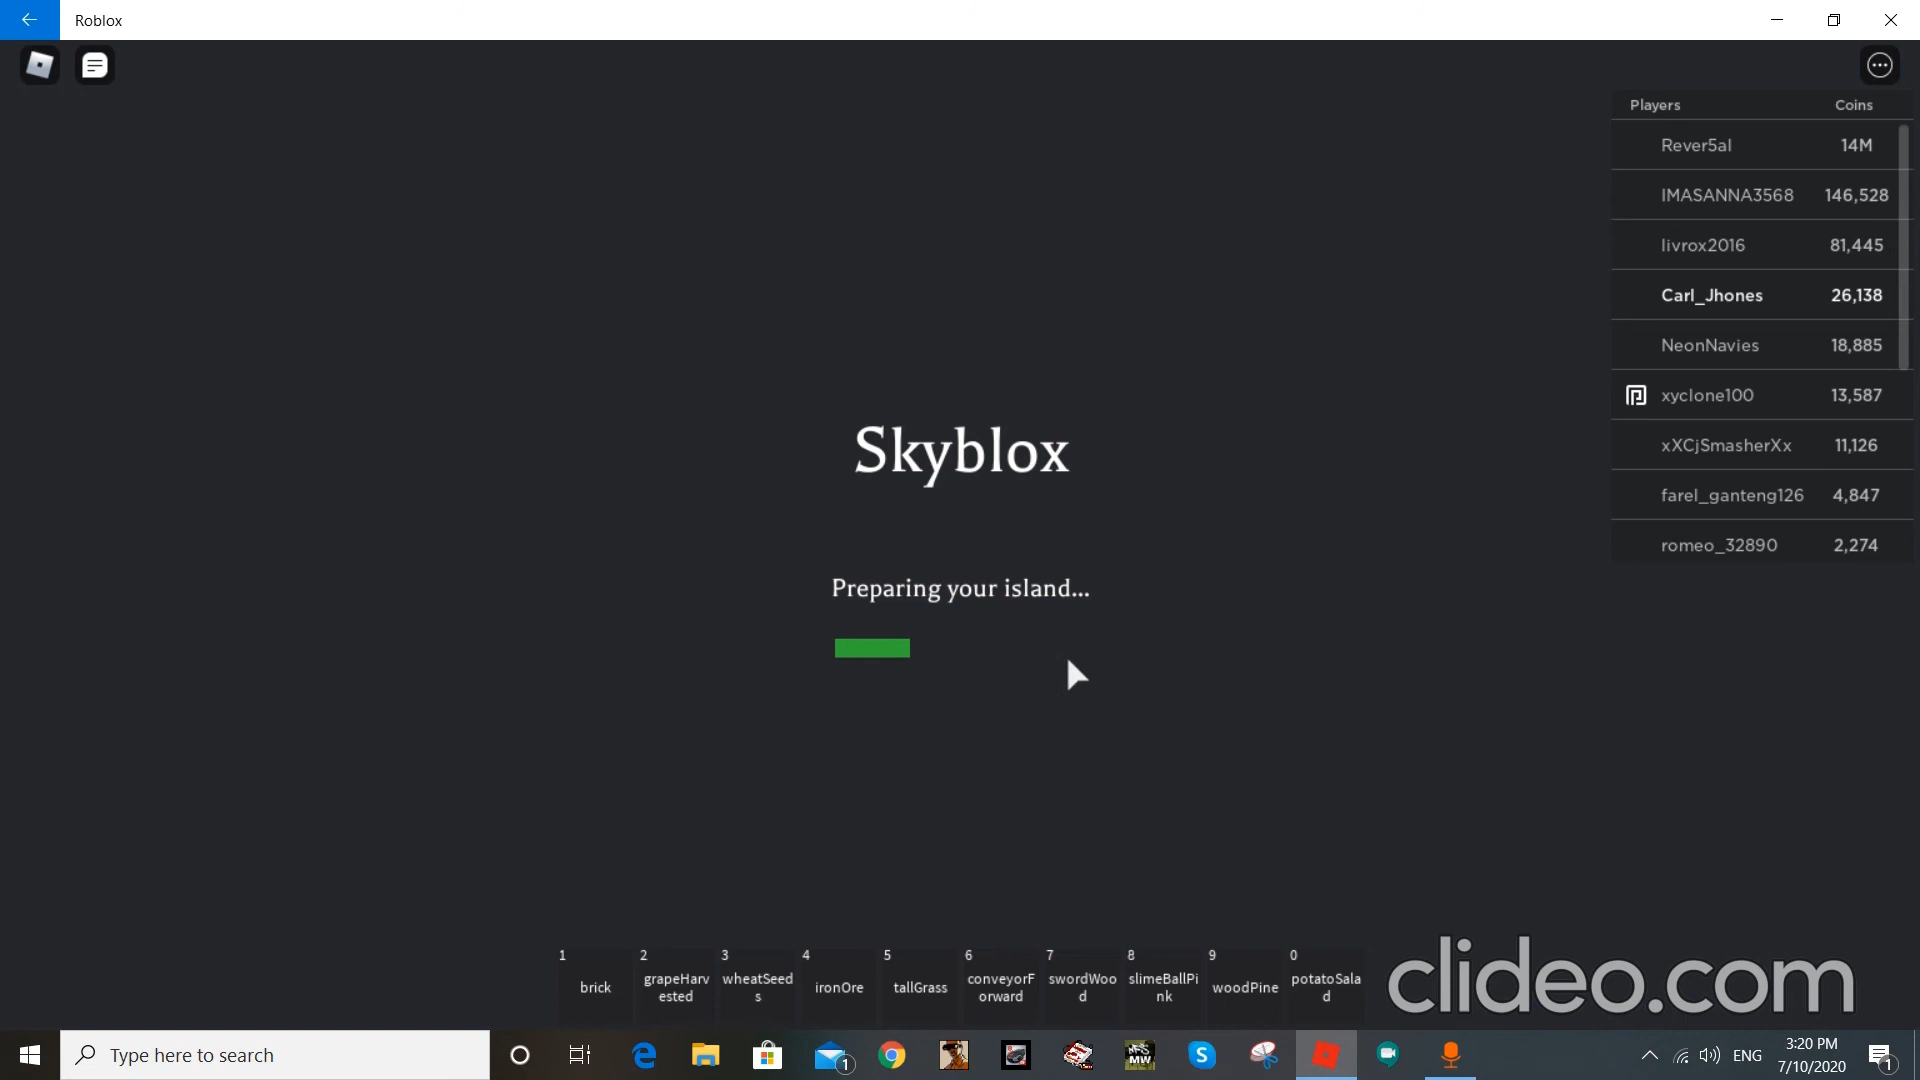 Roblox
Players Coins
Rever5al 14M
IMASANNA3568 146,528
livrox2016 81,445
Carl_Jhones 26,138
NeonNavies 18,885
xyclone100 13,587
xXCjSmasherXx 11,126
farel_ganteng126 4,847
romeo_32890 2,274
Skyblox
Preparing your island...
1 2 3 4 5 6 7 8 9 0
brick grapeHarv wheatSeed ironOre tallGrass conveyorF swordWoo slimeBallPi woodPine potatoSala
ested s orward d nk d
clideo.com
Type here to search
MW
1
ENG
3:20 PM
7/10/2020
1